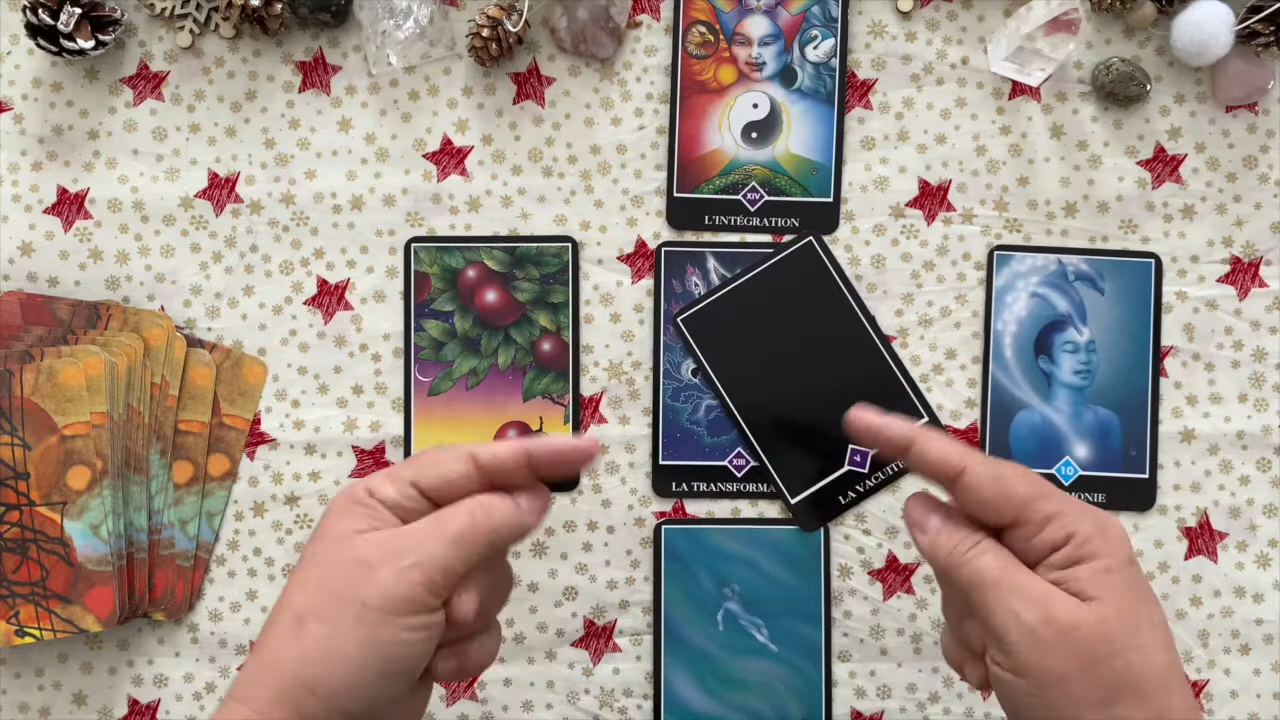 XIV
L'INTÉGRATION
XIII
LA TRANSFORMA
V
LA VACUITÉ
10
MONIE